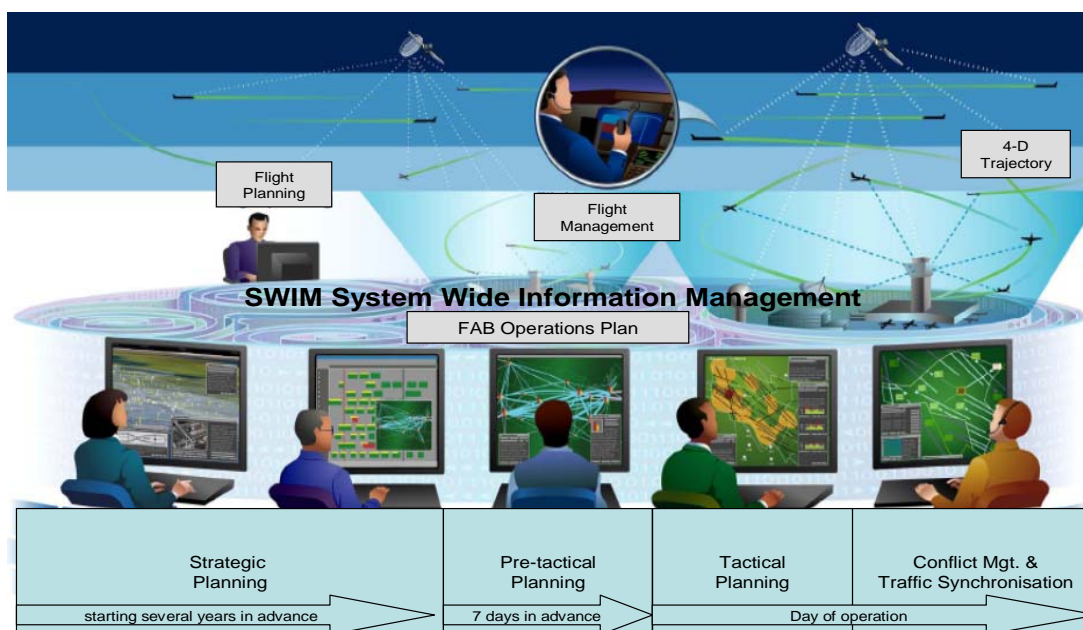 Flight
Planning
Flight
Management
4-D
Trajectory
SWIM System Wide Information Management
FAB Operations Plan
Strategic
Planning
Pre-tactical
Planning
Tactical
Planning
Conflict Mgt. &
Traffic Synchronisation
starting several years in advance
7 days in advance
Day of operation